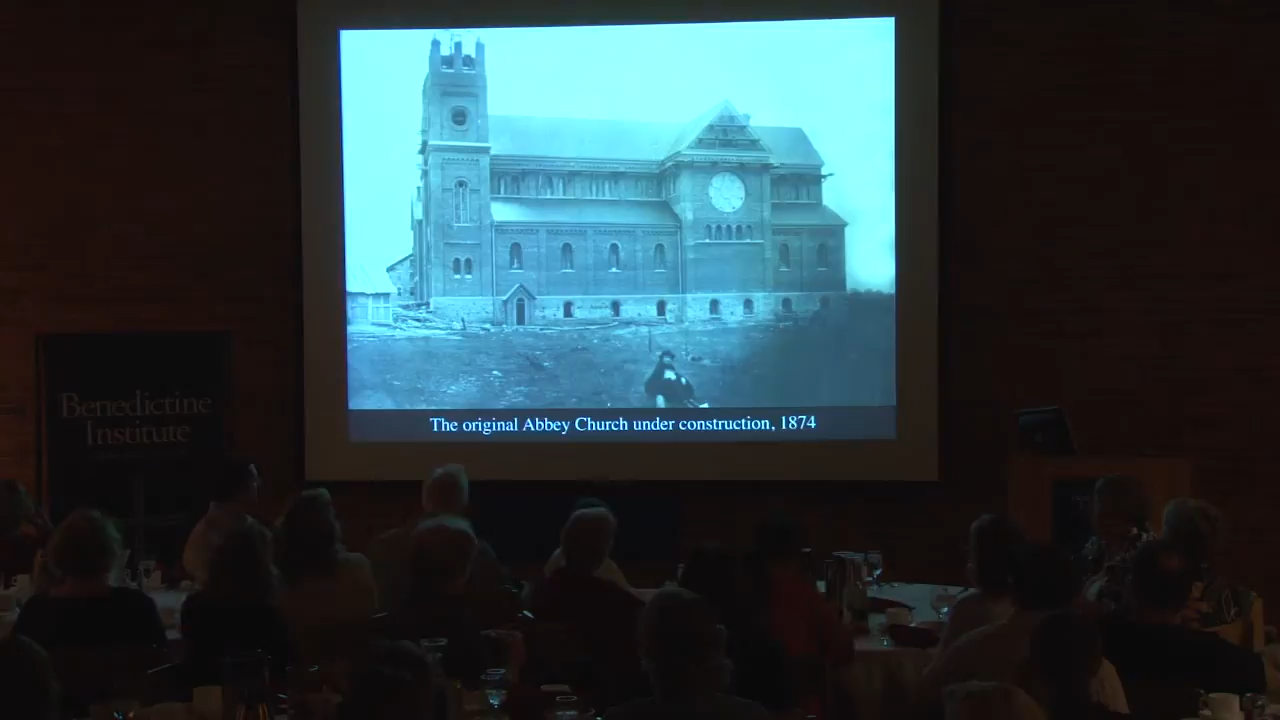 The original Abbey Church under construction, 1874
Benedictine
Institute